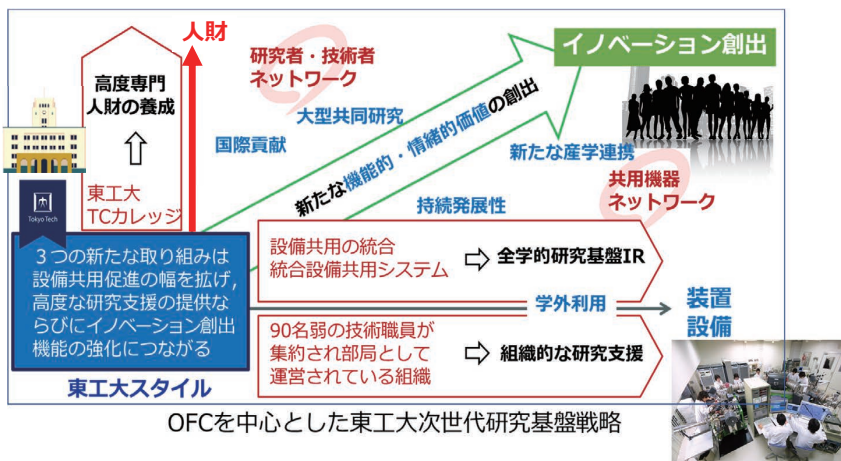 人財
イノベーション創出
研究者・技術者
ネットワーク
高度専門
人財の養成
大型共同研究
国際貢献
新たな機能的・情緒的価値の創出
新たな産学連携
共用機器
ネットワーク
持続発展性
東工大
TCカレッジ
Tokyo Tech
3つの新たな取り組みは
設備共用促進の幅を拡げ,
高度な研究支援の提供な
らびにイノベーション創出
機能の強化につながる
東工大スタイル
設備共用の統合
統合設備共用システム
全学的研究基盤IR
学外利用
装置
設備
90名弱の技術職員が
集約され部局として
運営されている組織
組織的な研究支援
OFCを中心とした東工大次世代研究基盤戦略